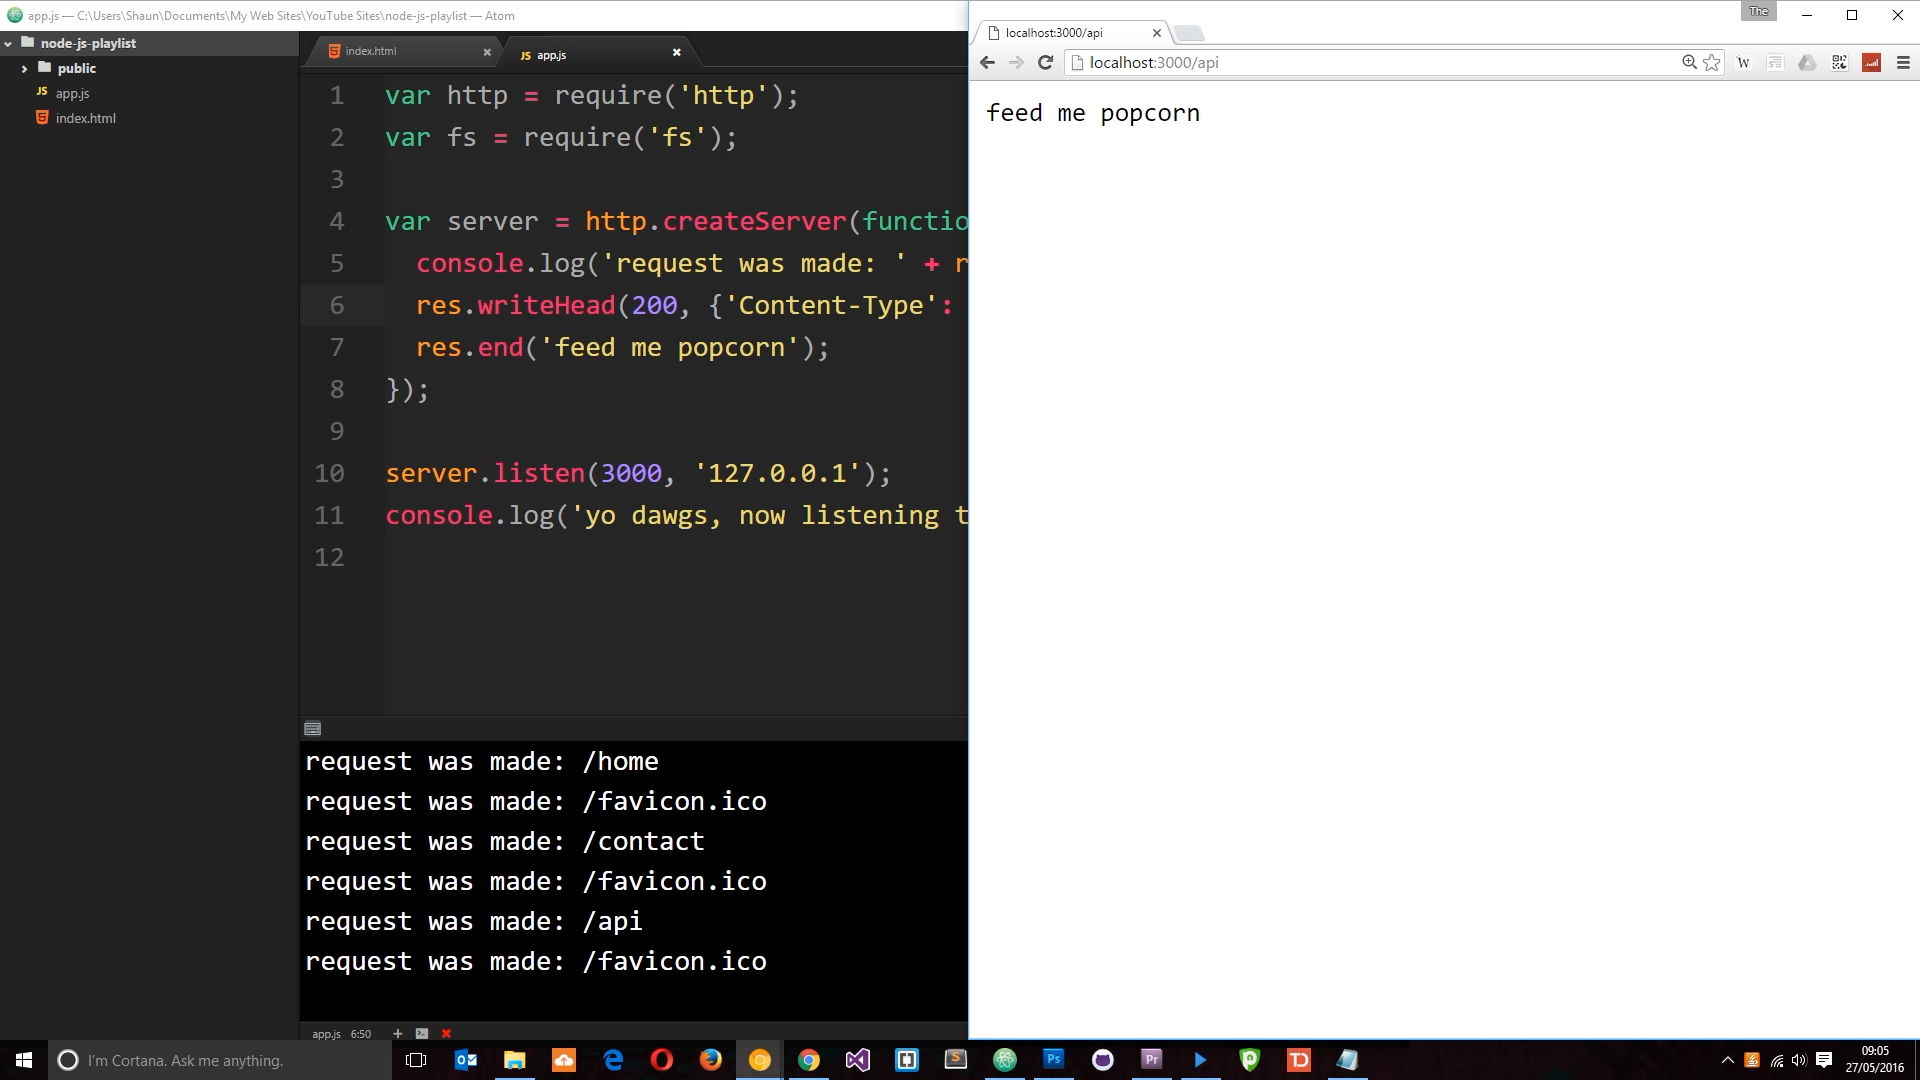 app.js — C:\Users\Shaun\Documents\My Web Sites\YouTube Sites\node-js-playlist — Atom
node-js-playlist
public
JS app.js
index.html
index.html
JS app.js
1 var http = require('http');
2 var fs = require('fs');
3
4 var server = http.createServer(functio
5 console.log('request was made: ' + r
6 res.writeHead(200, {'Content-Type':
7 res.end('feed me popcorn');
8 });
9
10 server.listen(3000, '127.0.0.1');
11 console.log('yo dawgs, now listening t
12
request was made: /home
request was made: /favicon.ico
request was made: /contact
request was made: /favicon.ico
request was made: /api
request was made: /favicon.ico
app.js 6:50
The
localhost:3000/api
localhost:3000/api
W
feed me popcorn
I'm Cortana. Ask me anything.
Ps
Pr
TD
09:05
27/05/2016